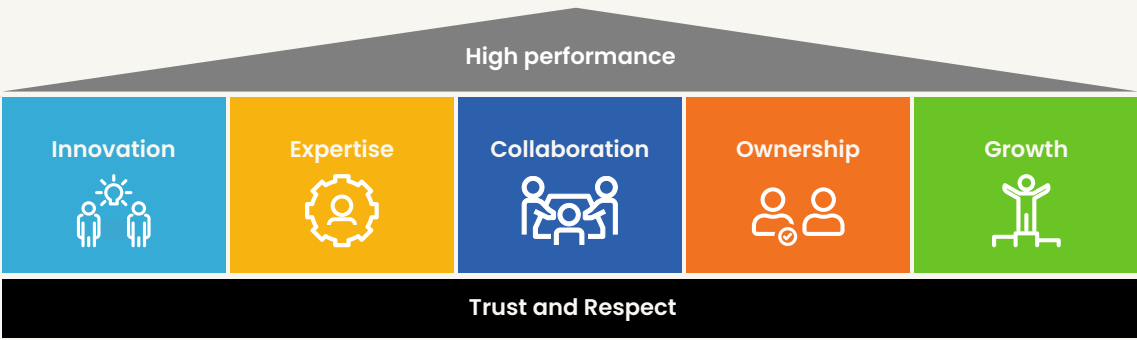 High performance
Innovation
Expertise
Collaboration
Ownership
Growth
Trust and Respect